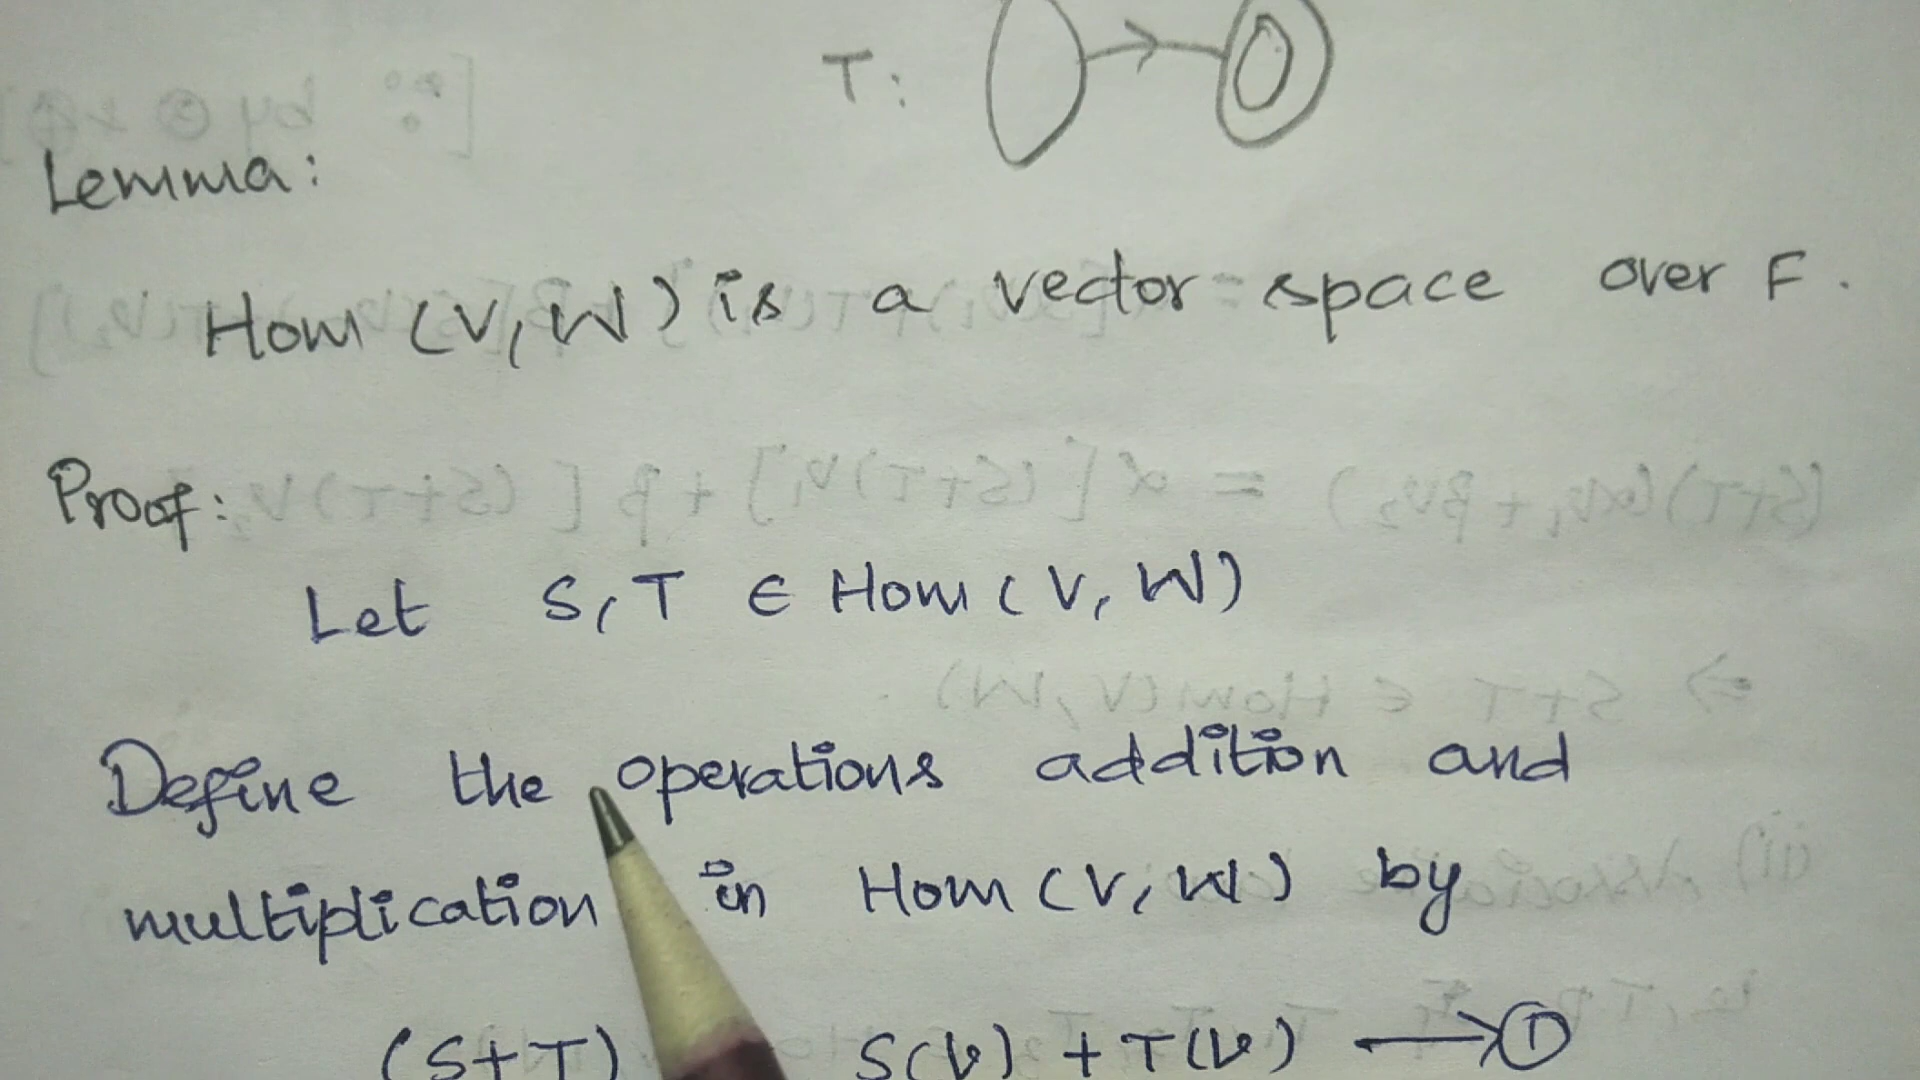 T:
Lemma:
Hom (V, W) is a vector space over F.
Proof:
Let S, T ∈ Hom (V, W)
Define the operations addition and
multiplication in Hom (V, W) by
(S+T) S(v) + T(v) → ①